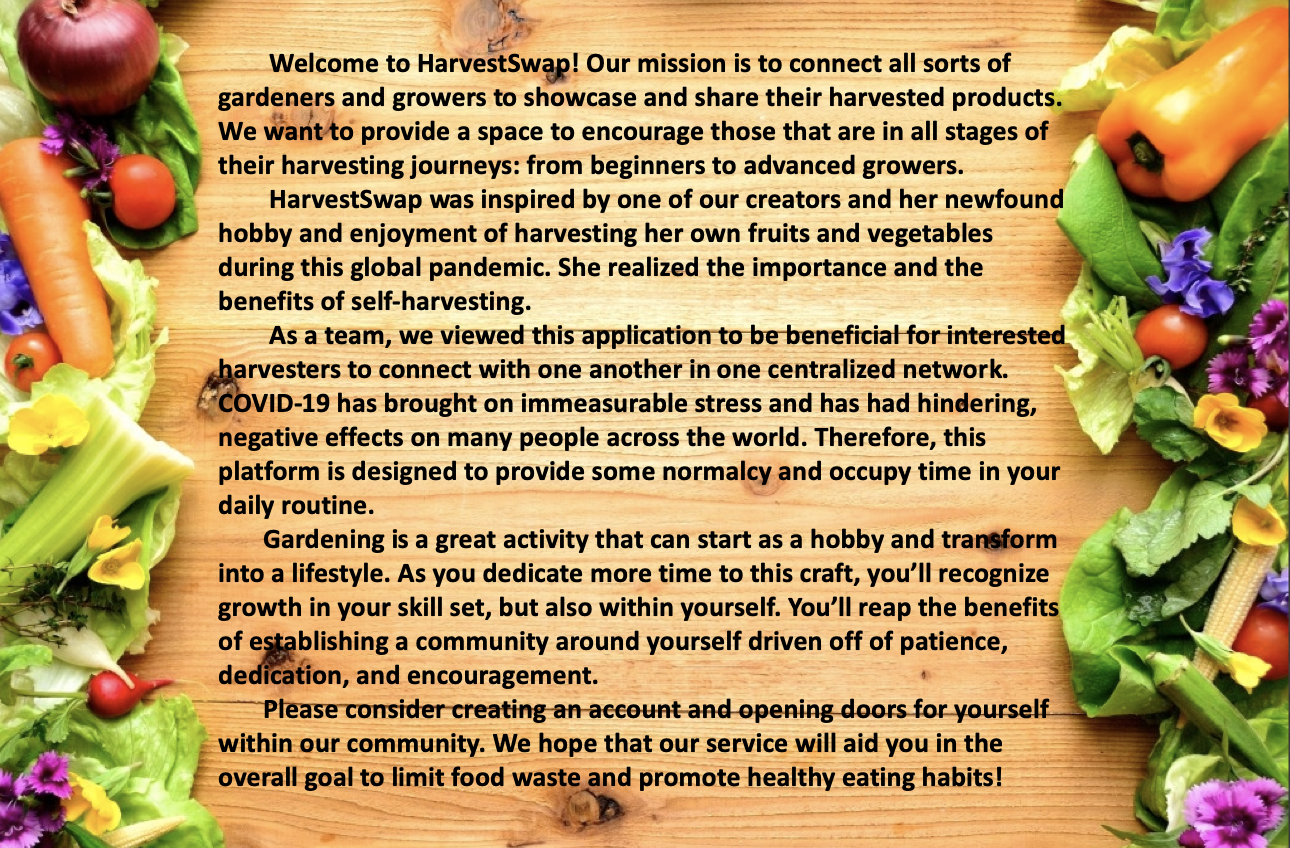 Welcome to HarvestSwap! Our mission is to connect all sorts of
gardeners and growers to showcase and share their harvested products.
We want to provide a space to encourage those that are in all stages of
their harvesting journeys: from beginners to advanced growers.
HarvestSwap was inspired by one of our creators and her newfound
hobby and enjoyment of harvesting her own fruits and vegetables
during this global pandemic. She realized the importance and the
benefits of self-harvesting.
As a team, we viewed this application to be beneficial for interested
harvesters to connect with one another in one centralized network.
COVID-19 has brought on immeasurable stress and has had hindering,
negative effects on many people across the world. Therefore, this
platform is designed to provide some normalcy and occupy time in your
daily routine.
Gardening is a great activity that can start as a hobby and transform
into a lifestyle. As you dedicate more time to this craft, you’ll recognize
growth in your skill set, but also within yourself. You’ll reap the benefits
of establishing a community around yourself driven off of patience,
dedication, and encouragement.
Please consider creating an account and opening doors for yourself
within our community. We hope that our service will aid you in the
overall goal to limit food waste and promote healthy eating habits!